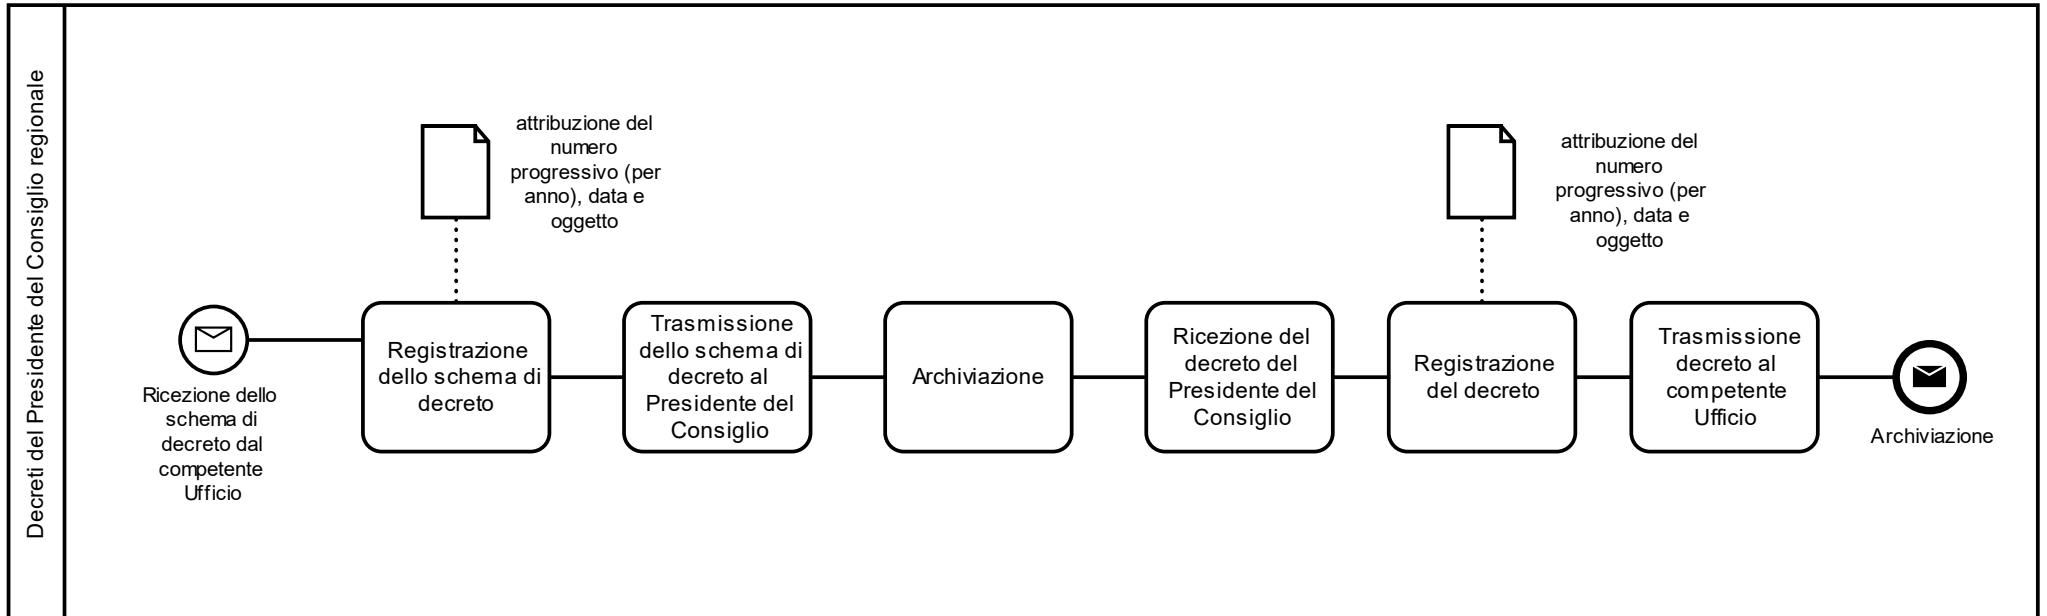 Decreti del Presidente del Consiglio regionale
attribuzione del
numero
progressivo (per
anno), data e
oggetto
attribuzione del
numero
progressivo (per
anno), data e
oggetto
Ricezione dello
schema di
decreto dal
competente
Ufficio
Registrazione
dello schema di
decreto
Trasmissione
dello schema di
decreto al
Presidente del
Consiglio
Archiviazione
Ricezione del
decreto del
Presidente del
Consiglio
Registrazione
del decreto
Trasmissione
decreto al
competente
Ufficio
Archiviazione